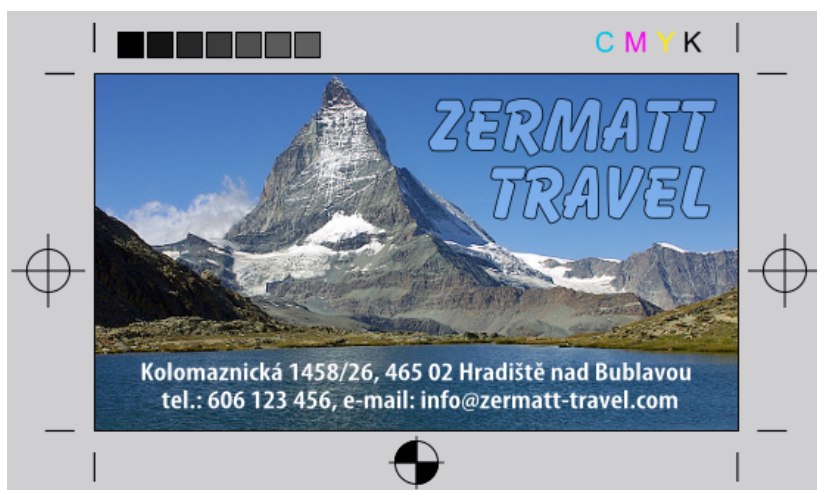 C M Y K
ZERMATT
TRAVEL
Kolomaznická 1458/26, 465 02 Hradiště nad Bublavou
tel.: 606 123 456, e-mail: info@zermatt-travel.com